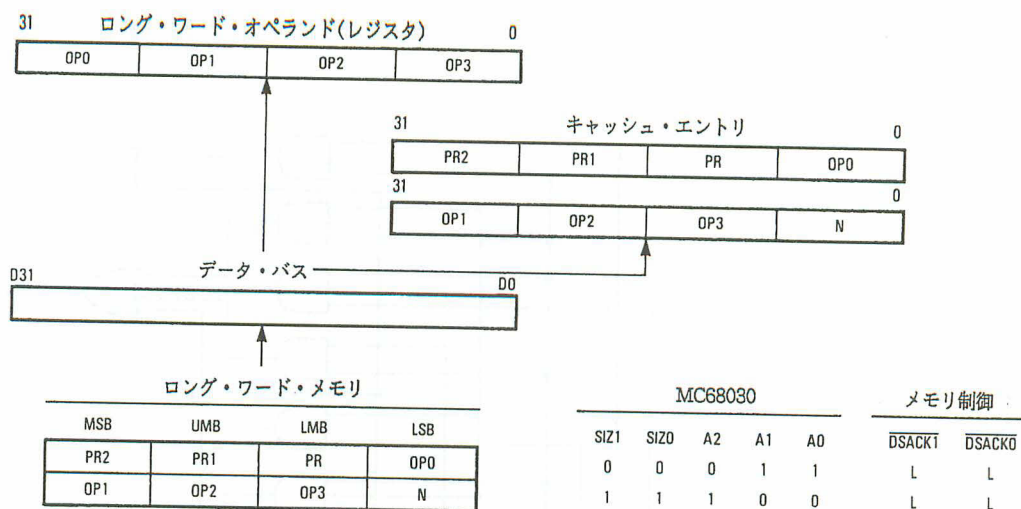 31 ロング・ワード・オペランド(レジスタ) 0
OP0 OP1 OP2 OP3
31 キャッシュ・エントリ 0
PR2 PR1 PR OP0
31 0
OP1 OP2 OP3 N
D31 データ・バス D0
ロング・ワード・メモリ
MSB UMB LMB LSB
PR2 PR1 PR OP0
OP1 OP2 OP3 N
MC68030 メモリ制御
SIZ1 SIZ0 A2 A1 A0 DSACK1 DSACK0
0 0 0 1 1 L L
1 1 1 0 0 L L